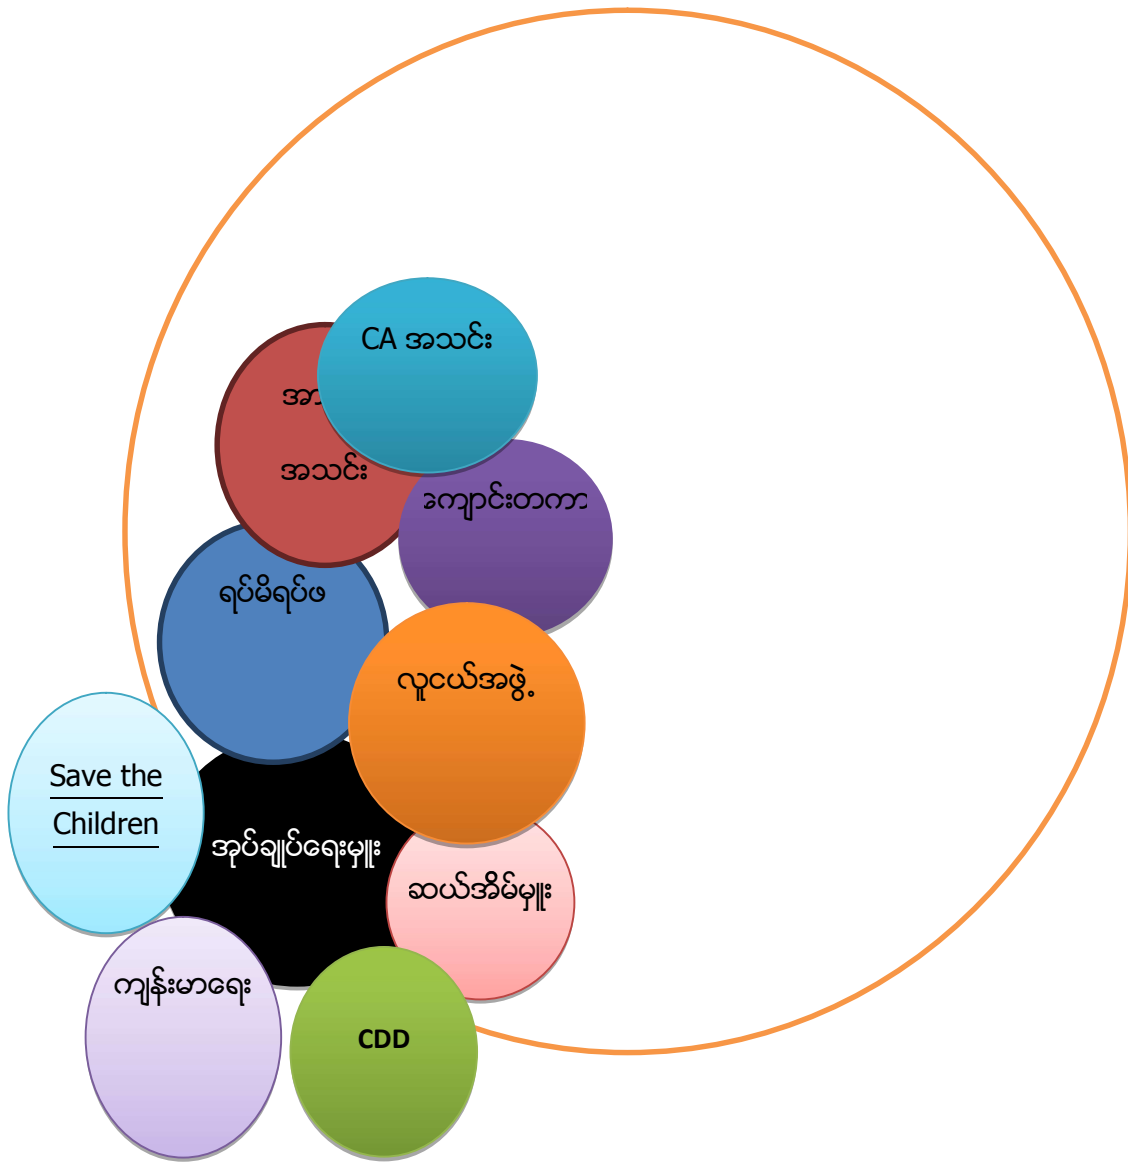 CA အသင်း
အာ
အသင်း
ကျောင်းတကာ
ရပ်မိရပ်ဖ
လူငယ်အဖွဲ့
Save the
Children
အုပ်ချုပ်ရေးမှူး
ဆယ်အိမ်မှူး
ကျန်းမာရေး
CDD